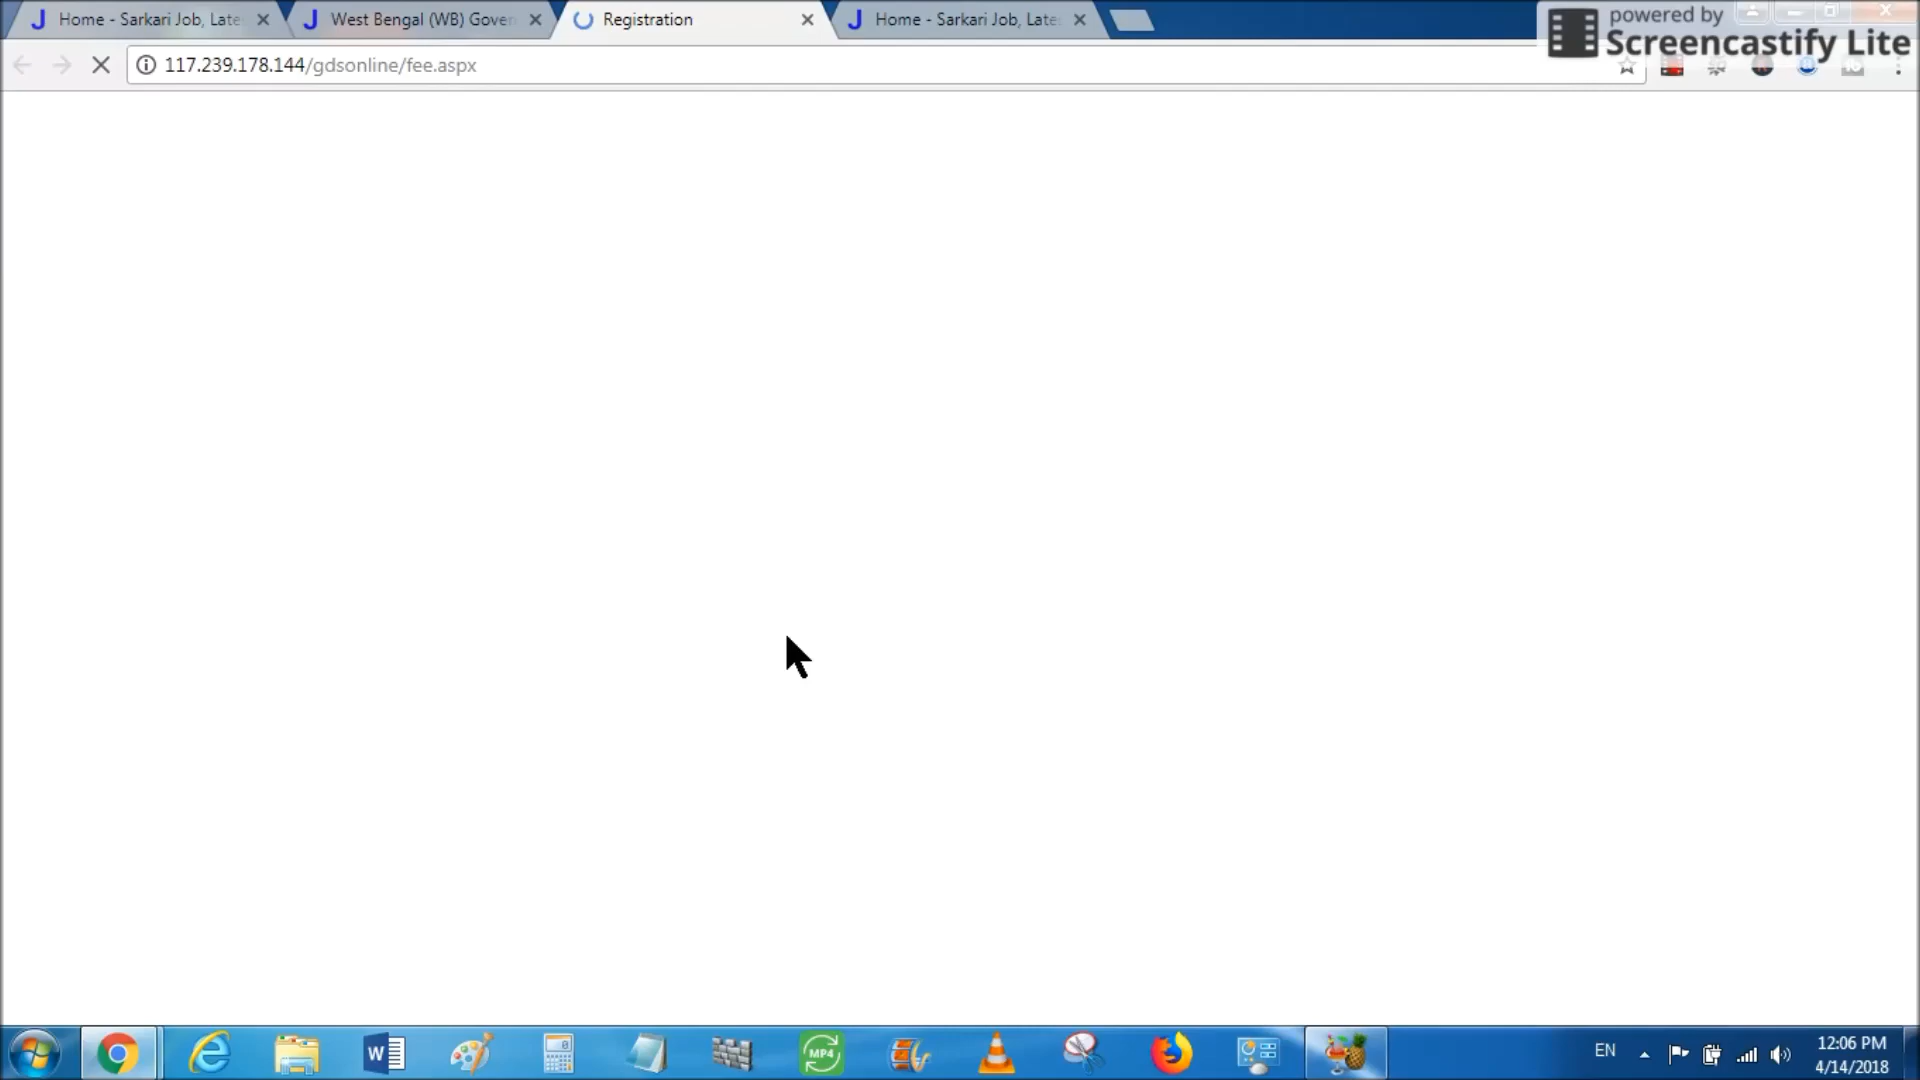 Home - Sarkari Job, Late
West Bengal (WB) Gover
Registration
Home - Sarkari Job, Late
powered by
Screencastify Lite
117.239.178.144/gdsonline/fee.aspx
W
MP4
EN
12:06 PM
4/14/2018